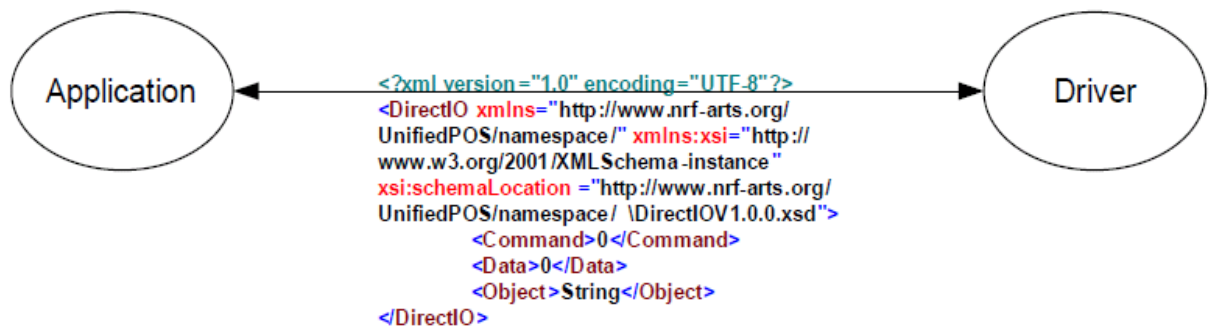 Application
<?xml version="1.0" encoding="UTF-8"?>
<DirectIO xmlns="http://www.nrf-arts.org/
UnifiedPOS/namespace/" xmlns:xsi="http://
www.w3.org/2001/XMLSchema-instance"
xsi:schemaLocation ="http://www.nrf-arts.org/
UnifiedPOS/namespace/ \DirectIOV1.0.0.xsd">
<Command>0</Command>
<Data>0</Data>
<Object>String</Object>
</DirectIO>
Driver